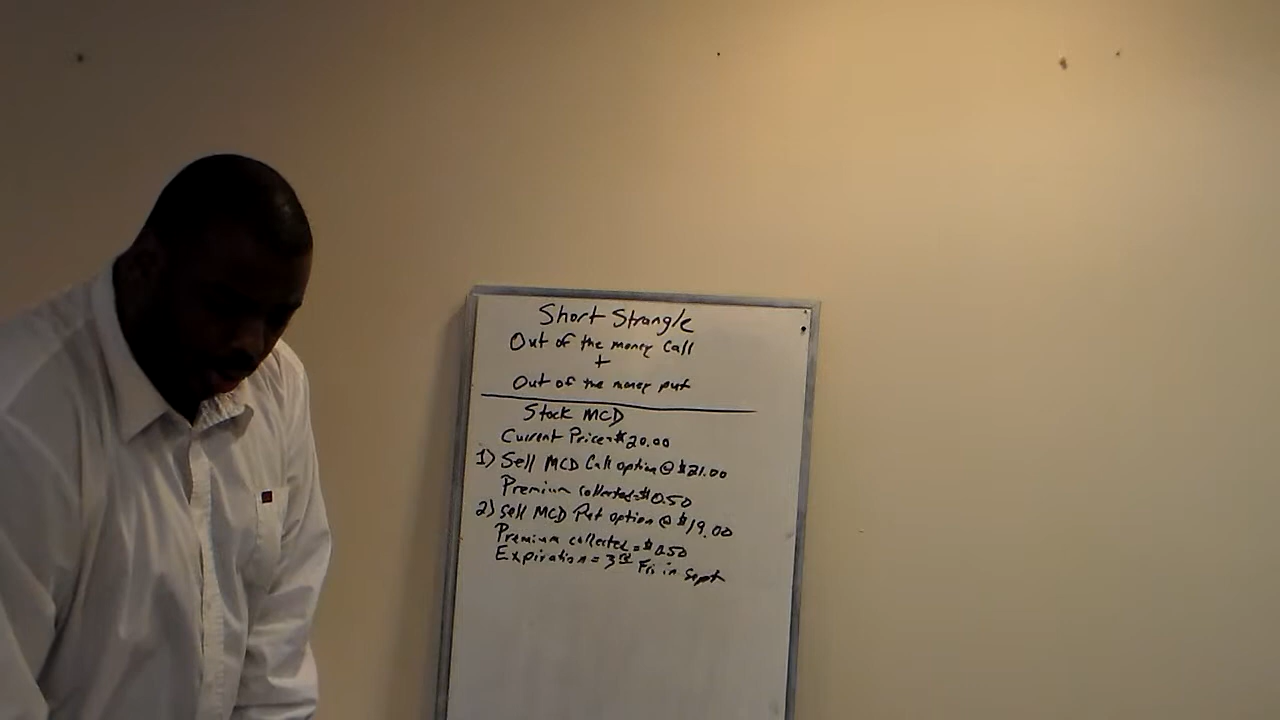 Short Strangle
Out of the money Call
+
Out of the money put
Stock MCD
Current Price=$20.00
1) Sell MCD Call option @ $21.00
Premium collected=$0.50
2) Sell MCD Put option @ $19.00
Premium collected=$0.50
Expiration = 3rd Fri in Sept